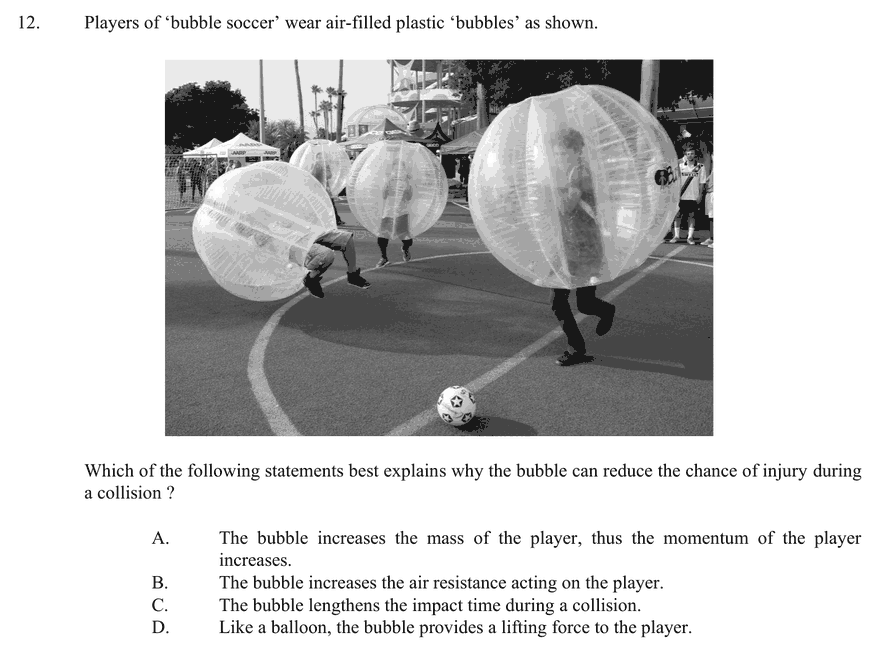 12. Players of ‘bubble soccer’ wear air-filled plastic ‘bubbles’ as shown.
Which of the following statements best explains why the bubble can reduce the chance of injury during
a collision ?
A. The bubble increases the mass of the player, thus the momentum of the player
increases.
B. The bubble increases the air resistance acting on the player.
C. The bubble lengthens the impact time during a collision.
D. Like a balloon, the bubble provides a lifting force to the player.